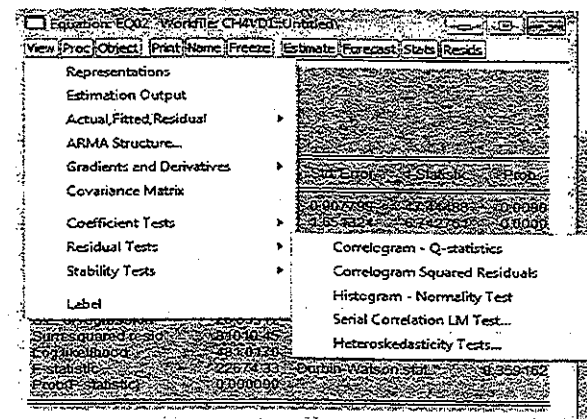 Equation: EQ02 Workfile: CH4VD1::Untitled\
View Proc Object Print Name Freeze Estimate Forecast Stats Resids
Representations
Estimation Output
Actual,Fitted,Residual
ARMA Structure...
Gradients and Derivatives
Covariance Matrix
Std. Error t-Statistic Prob.
Coefficient Tests
Residual Tests
Stability Tests
Label
Correlogram - Q-statistics
Correlogram Squared Residuals
Histogram - Normality Test
Serial Correlation LM Test...
Heteroskedasticity Tests...
Sum squared resid
Log likelihood
F-statistic Durbin-Watson stat 0.359162
Prob(F-statistic) 0.000000